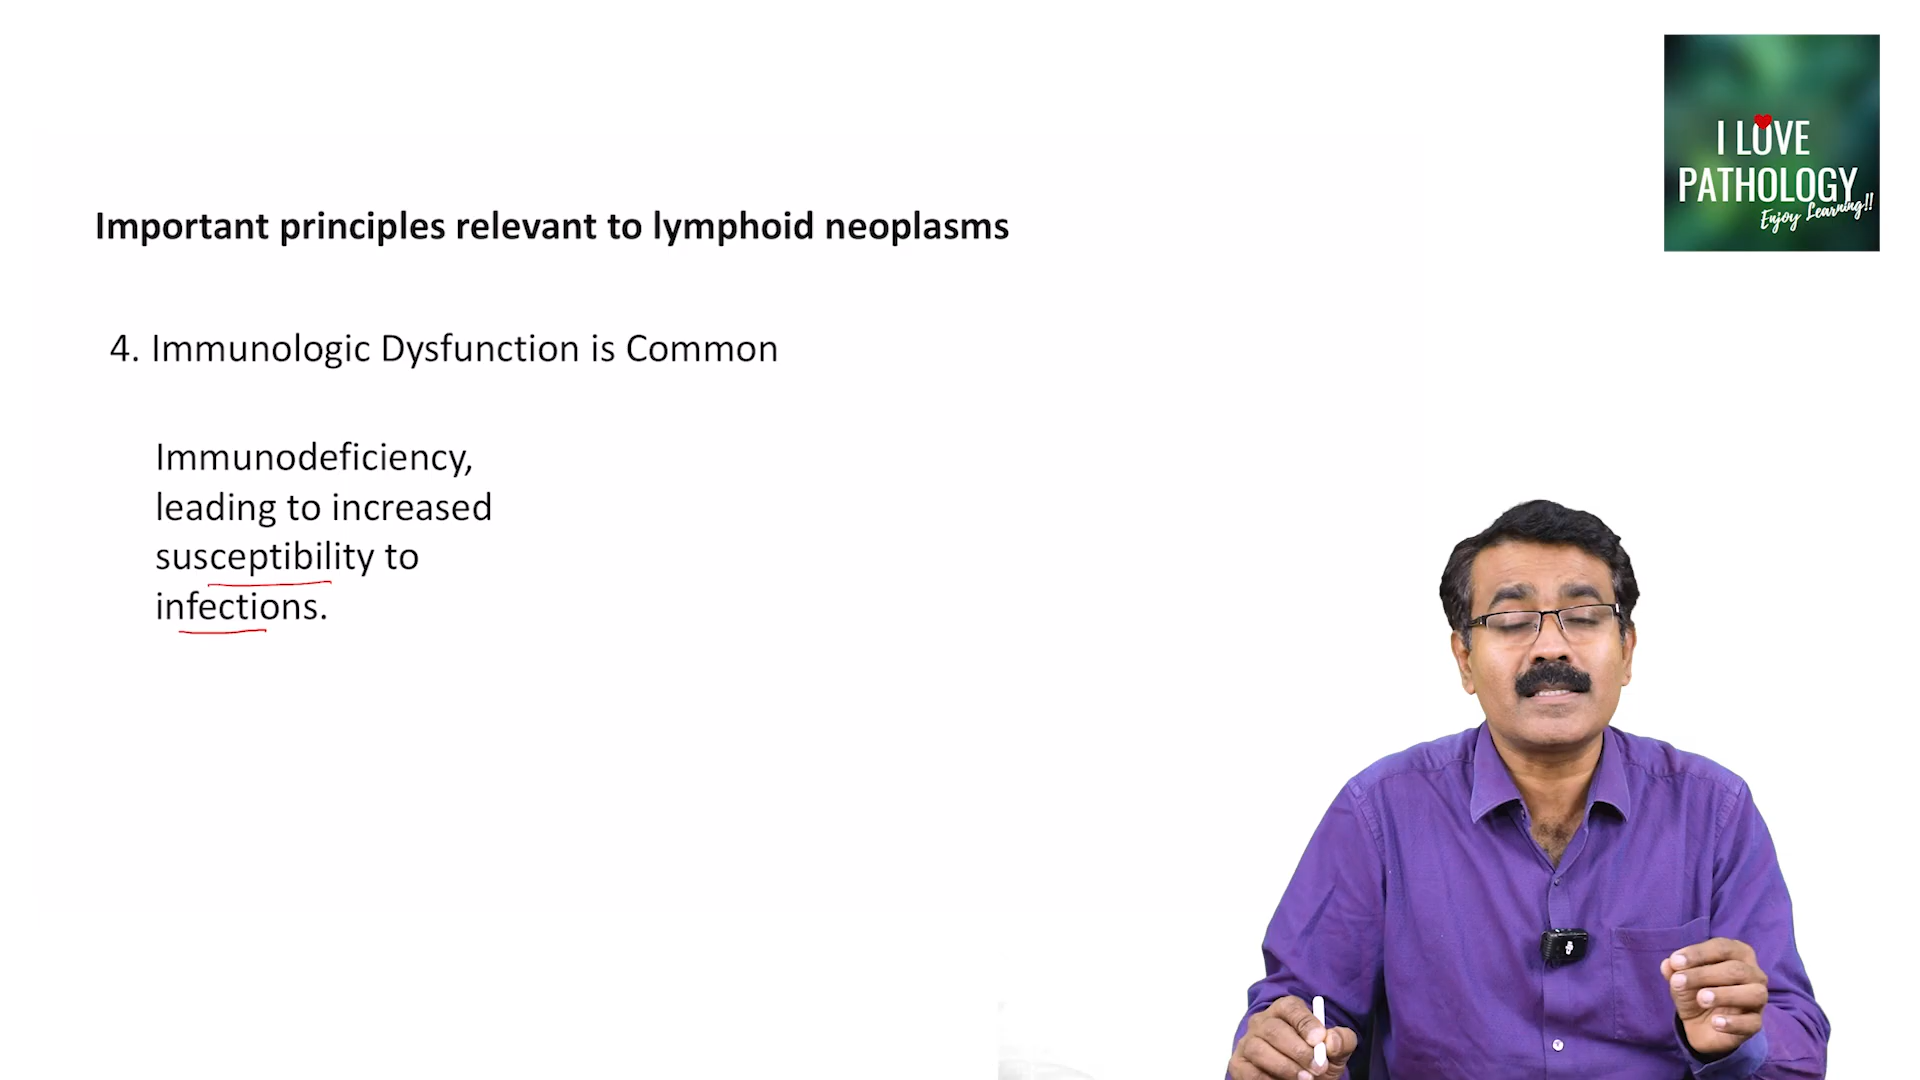 I LOVE
PATHOLOGY
Enjoy Learning!!
Important principles relevant to lymphoid neoplasms
4. Immunologic Dysfunction is Common
Immunodeficiency,
leading to increased
susceptibility to
infections.